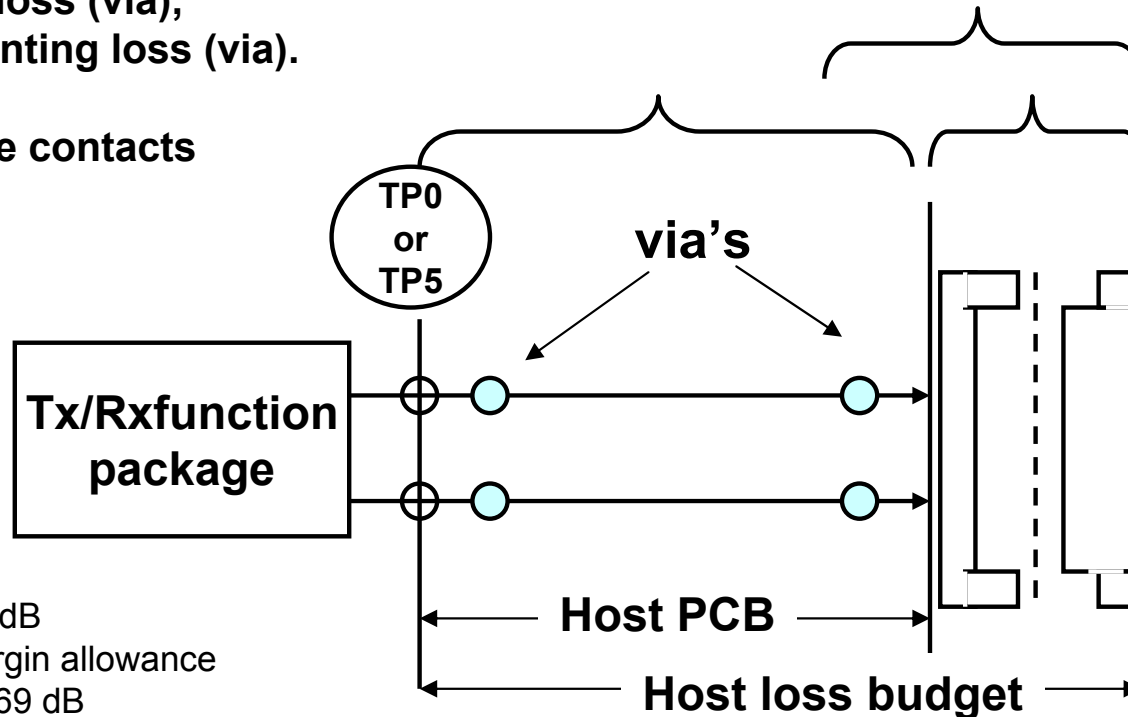 loss (via),
nting loss (via).
e contacts
TP0
or
TP5
via's
Tx/Rxfunction
package
dB
rgin allowance
69 dB
Host PCB
Host loss budget